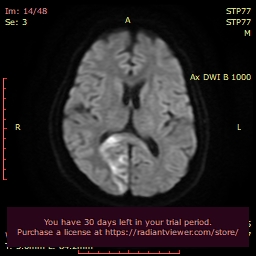 Im: 14/48
Se: 3
A
STP77
STP77
M
Ax DWI B 1000
R
L
You have 30 days left in your trial period.
Purchase a license at https://radiantviewer.com/store/